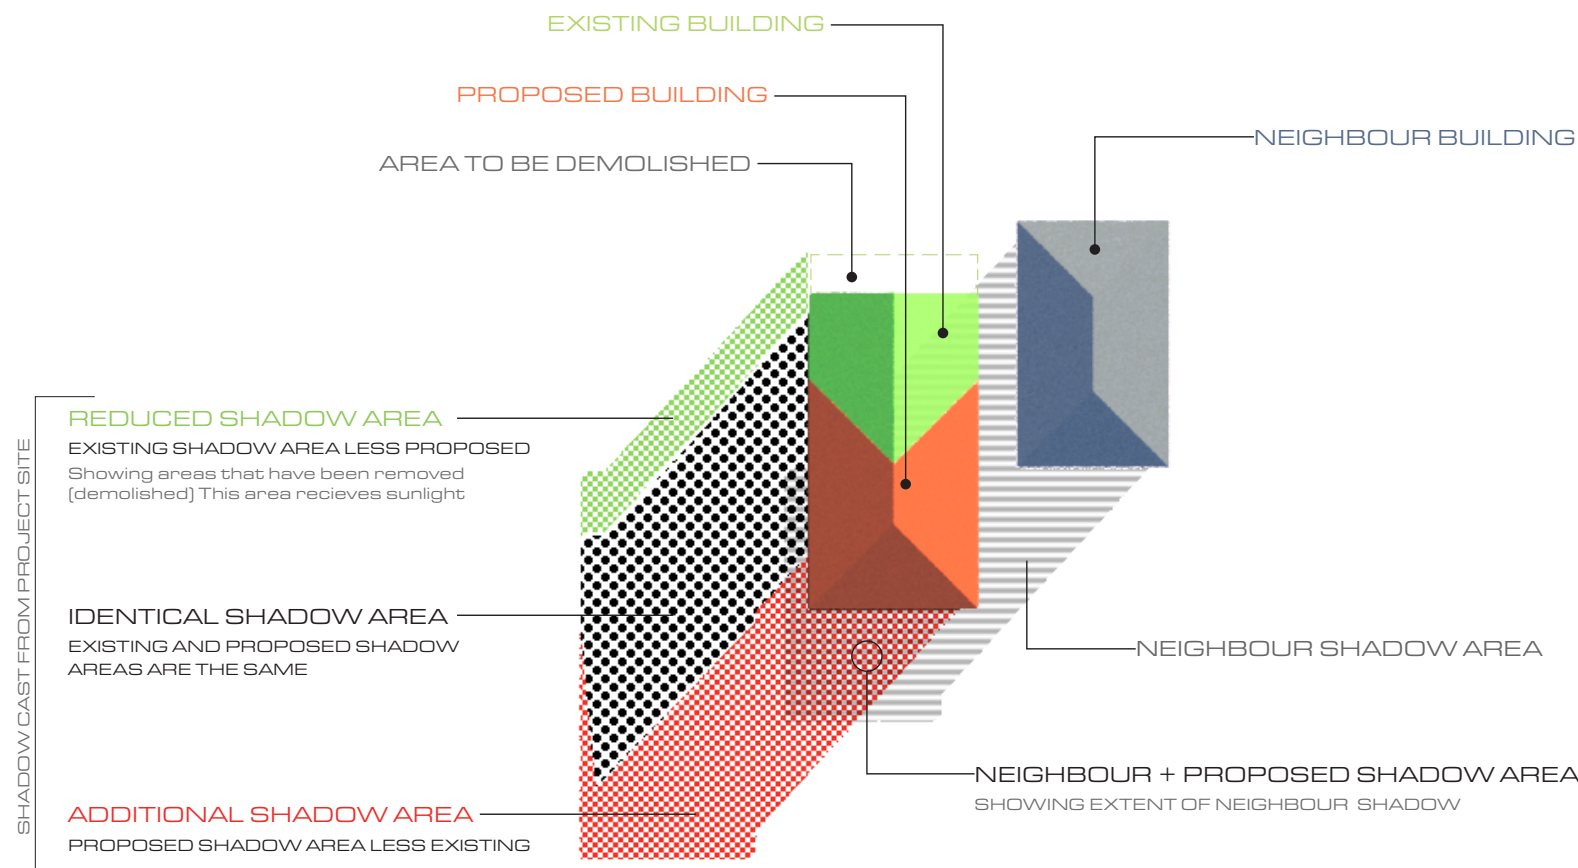 EXISTING BUILDING
PROPOSED BUILDING
NEIGHBOUR BUILDING
AREA TO BE DEMOLISHED
SHADOW CAST FROM PROJECT SITE
REDUCED SHADOW AREA
EXISTING SHADOW AREA LESS PROPOSED
Showing areas that have been removed
(demolished) This area recieves sunlight
IDENTICAL SHADOW AREA
EXISTING AND PROPOSED SHADOW
AREAS ARE THE SAME
NEIGHBOUR SHADOW AREA
NEIGHBOUR + PROPOSED SHADOW AREA
SHOWING EXTENT OF NEIGHBOUR SHADOW
ADDITIONAL SHADOW AREA
PROPOSED SHADOW AREA LESS EXISTING